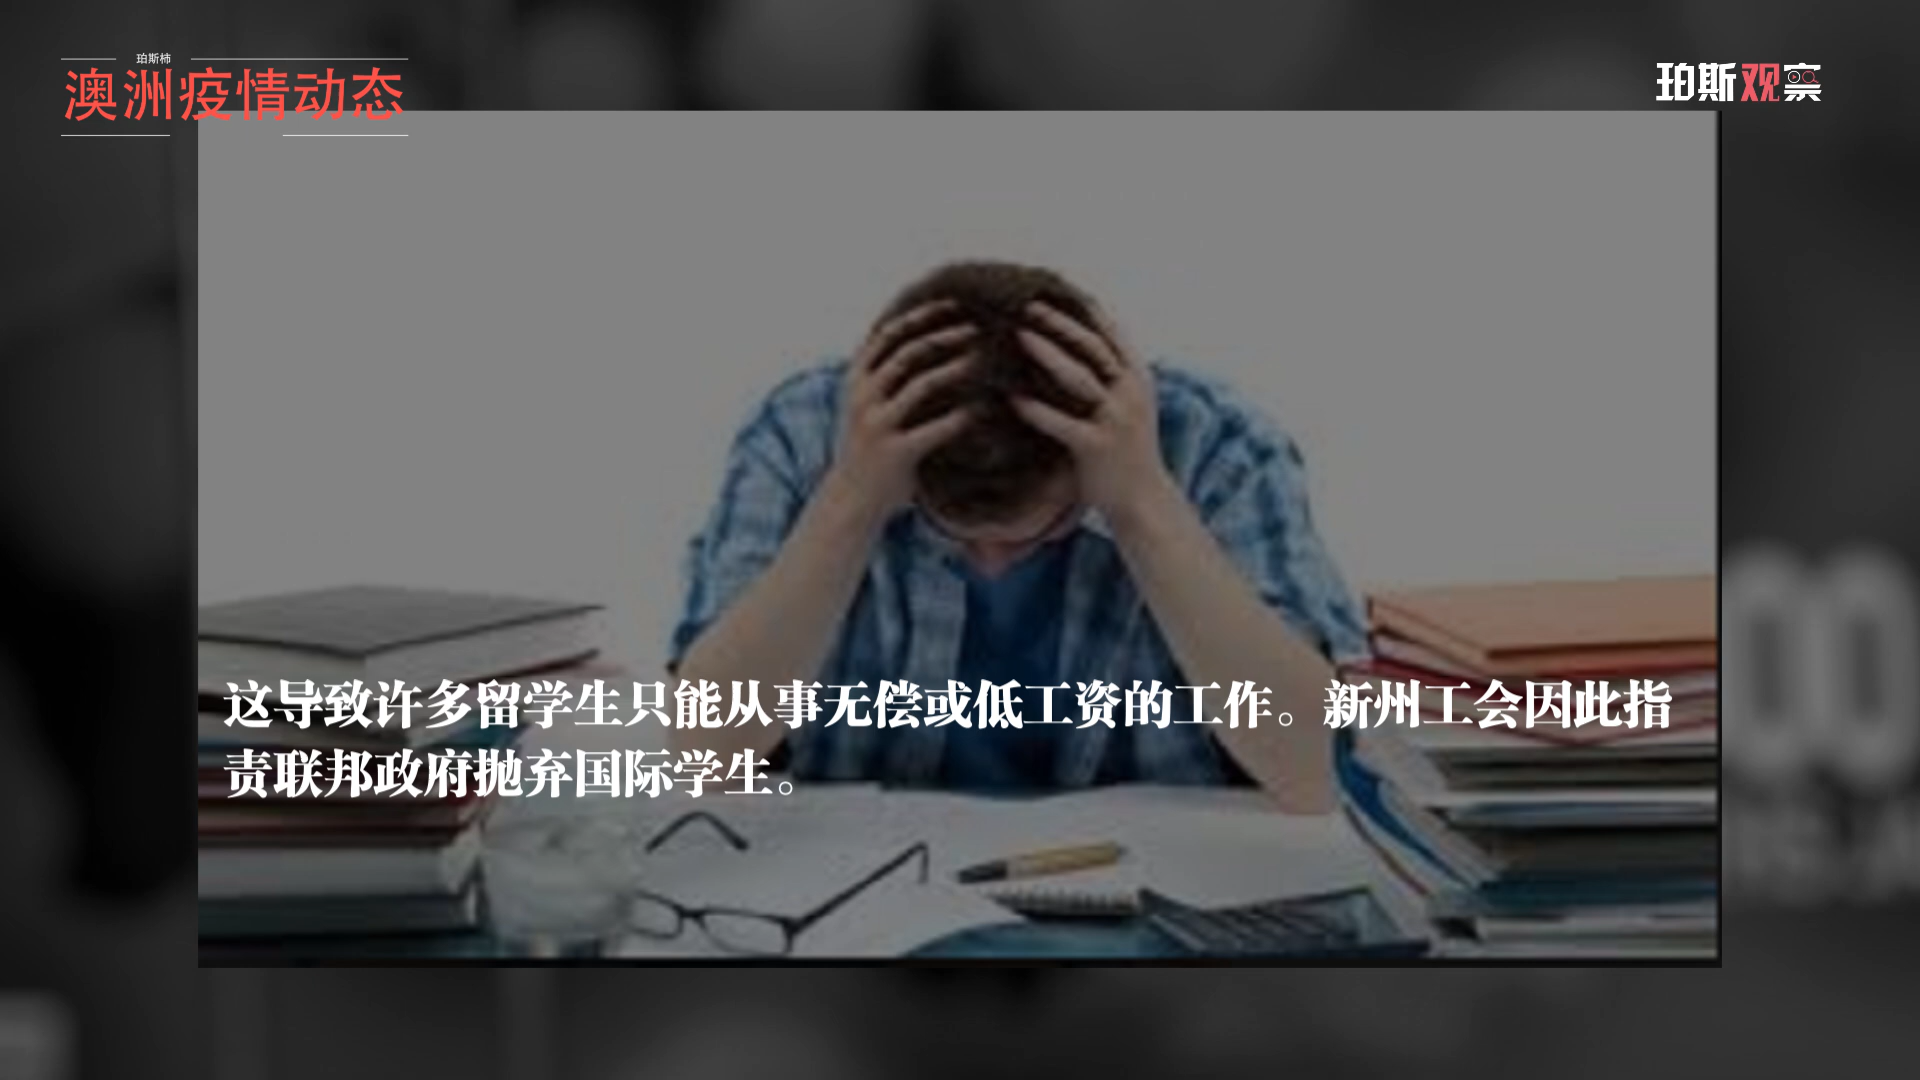 珀斯柿
澳洲疫情动态
珀斯观察
这导致许多留学生只能从事无偿或低工资的工作。新州工会因此指
责联邦政府抛弃国际学生。